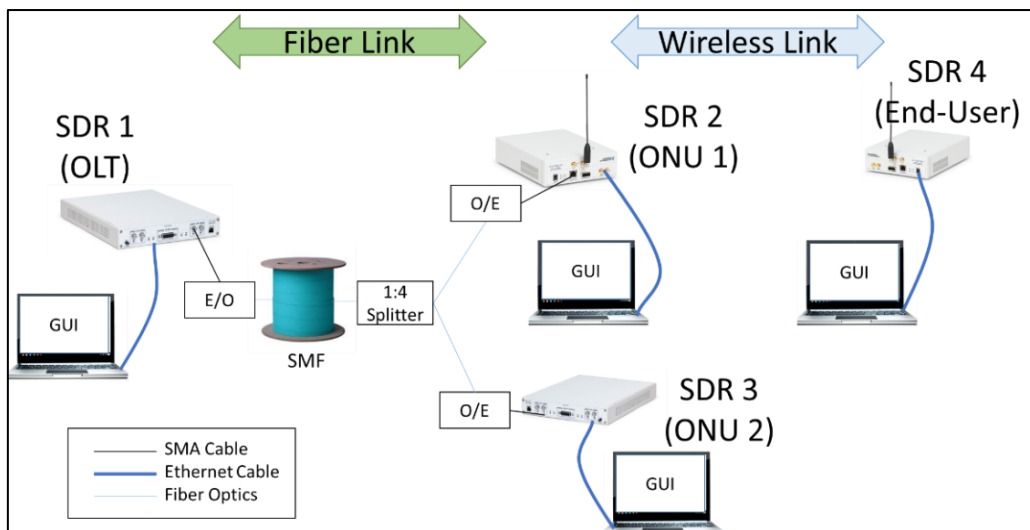 Fiber Link
Wireless Link
SDR 1
(OLT)
SDR 2
(ONU 1)
SDR 4
(End-User)
O/E
E/O
1:4
Splitter
SMF
GUI
GUI
GUI
O/E
SDR 3
(ONU 2)
GUI
SMA Cable
Ethernet Cable
Fiber Optics